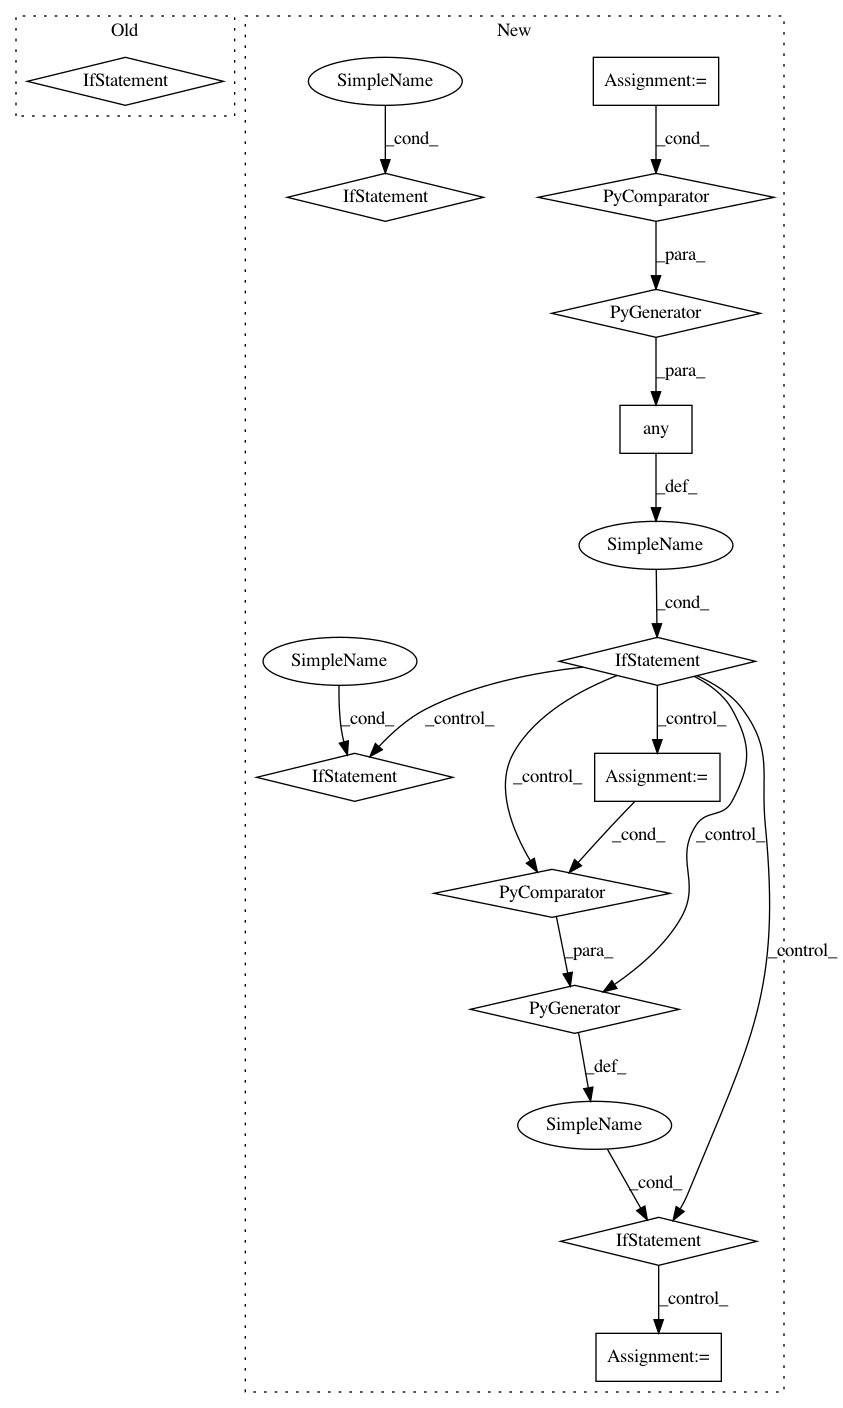 Old
New
IfStatement
SimpleName
Assignment:=
_cond_
_cond_
IfStatement
PyComparator
_para_
PyGenerator
_para_
any
_def_
SimpleName
_cond_
SimpleName
IfStatement
_cond_
_control_
_control_
IfStatement
_control_
Assignment:=
_cond_
_control_
PyComparator
_para_
_control_
PyGenerator
_def_
SimpleName
_cond_
IfStatement
_control_
Assignment:=